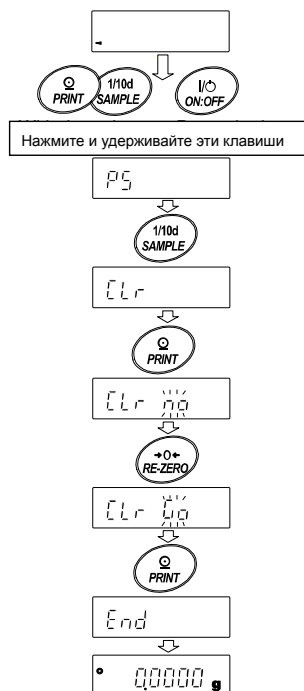 PRINT
1/10d
SAMPLE
ON:OFF
Нажмите и удерживайте эти клавиши
PS
1/10d
SAMPLE
CLr
PRINT
CLr no
→0←
RE-ZERO
CLr Go
PRINT
End
0.0000 g